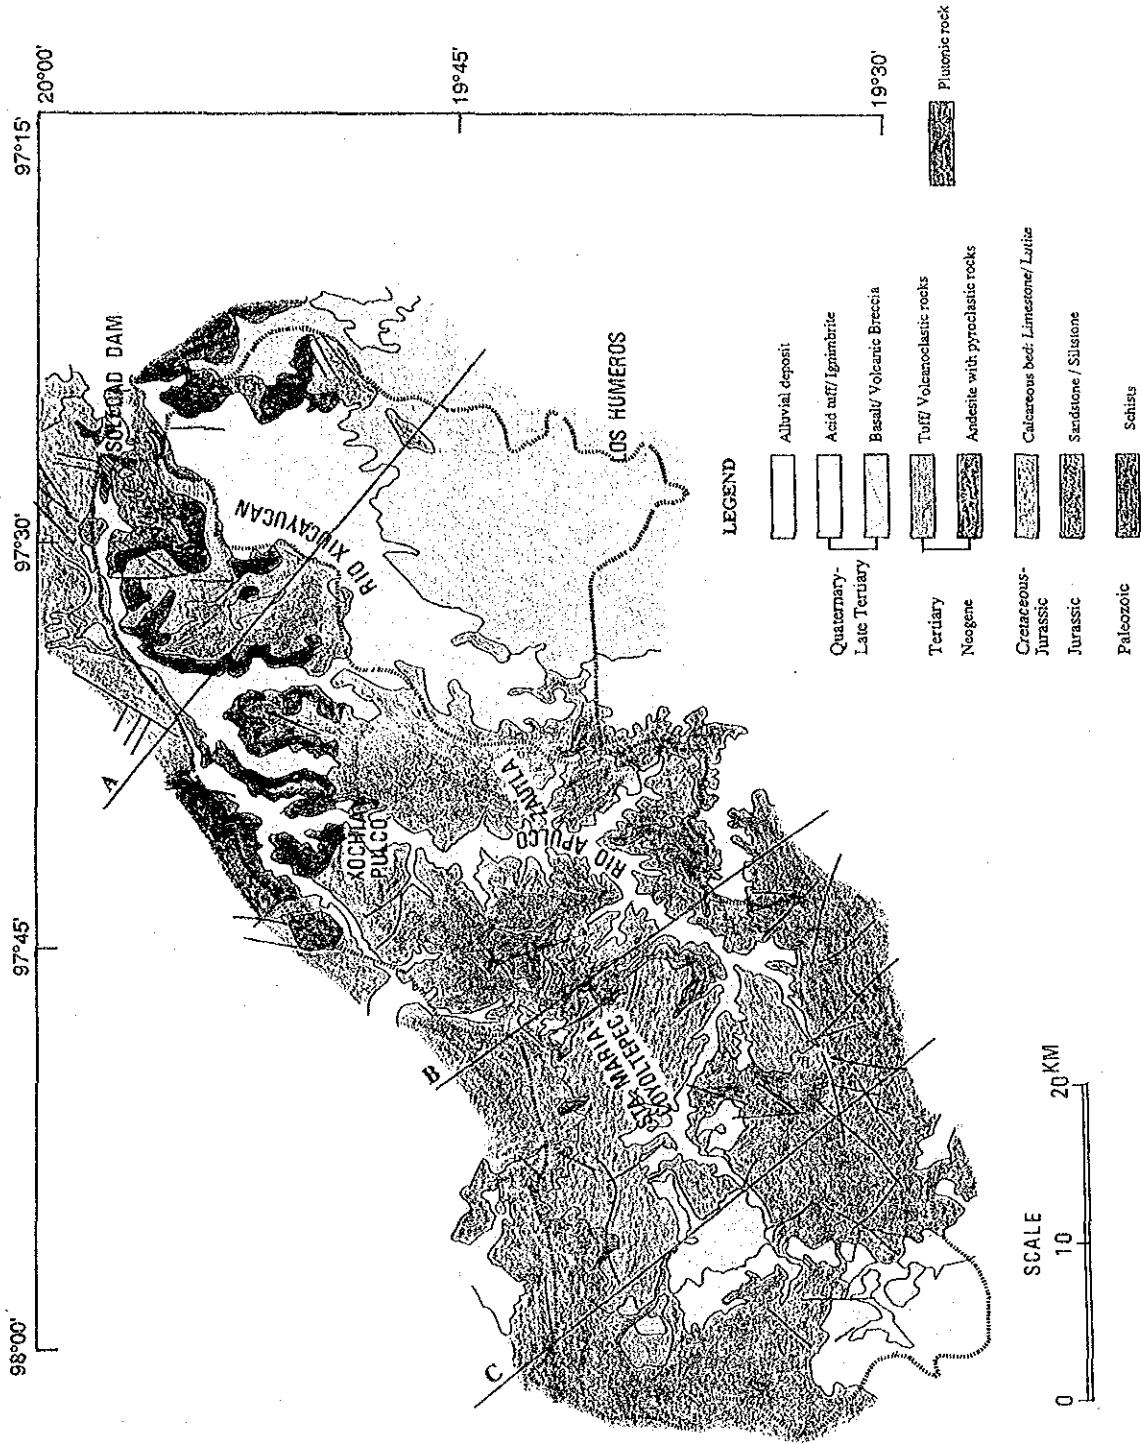 98°00'
97°45'
97°30'
97°15'
20°00'
19°45'
19°30'
SOLEDAD DAM
RIO XIUCAYUCAN
LOS HUMEROS
A
XOCHIA-
PULCO
ZAUTLA
RIO APULCO
B
STA. MARIA
COYOLTEPEC
C
SCALE
0 10 20 KM
LEGEND
Alluvial deposit
Quaternary-
Late Tertiary
Acid tuff/ Ignimbrite
Basalt/ Volcanic Breccia
Tertiary
Neogene
Tuff/ Volcanoclastic rocks
Andesite with pyroclastic rocks
Cretaceous-
Jurassic
Calcareous bed: Limestone/ Lutite
Jurassic
Sandstone / Siltstone
Paleozoic
Schists
Plutonic rock